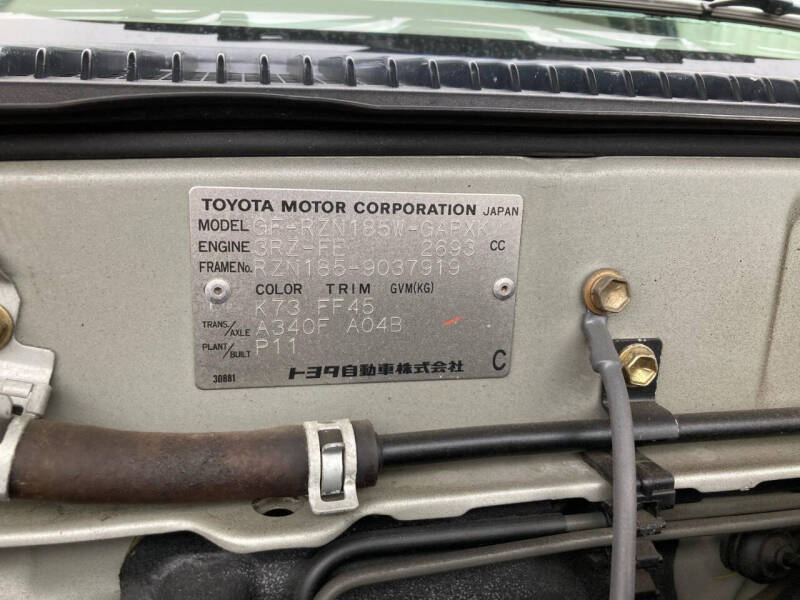 TOYOTA MOTOR CORPORATION JAPAN
MODEL GF-RZN185W-GAPXK
ENGINE 3RZ-FE 2693 CC
FRAME No. RZN185-9037919
COLOR TRIM GVM(KG)
K73 FF45
TRANS./AXLE A340F A04B
PLANT/BUILT P11
30881 トヨタ自動車株式会社 C